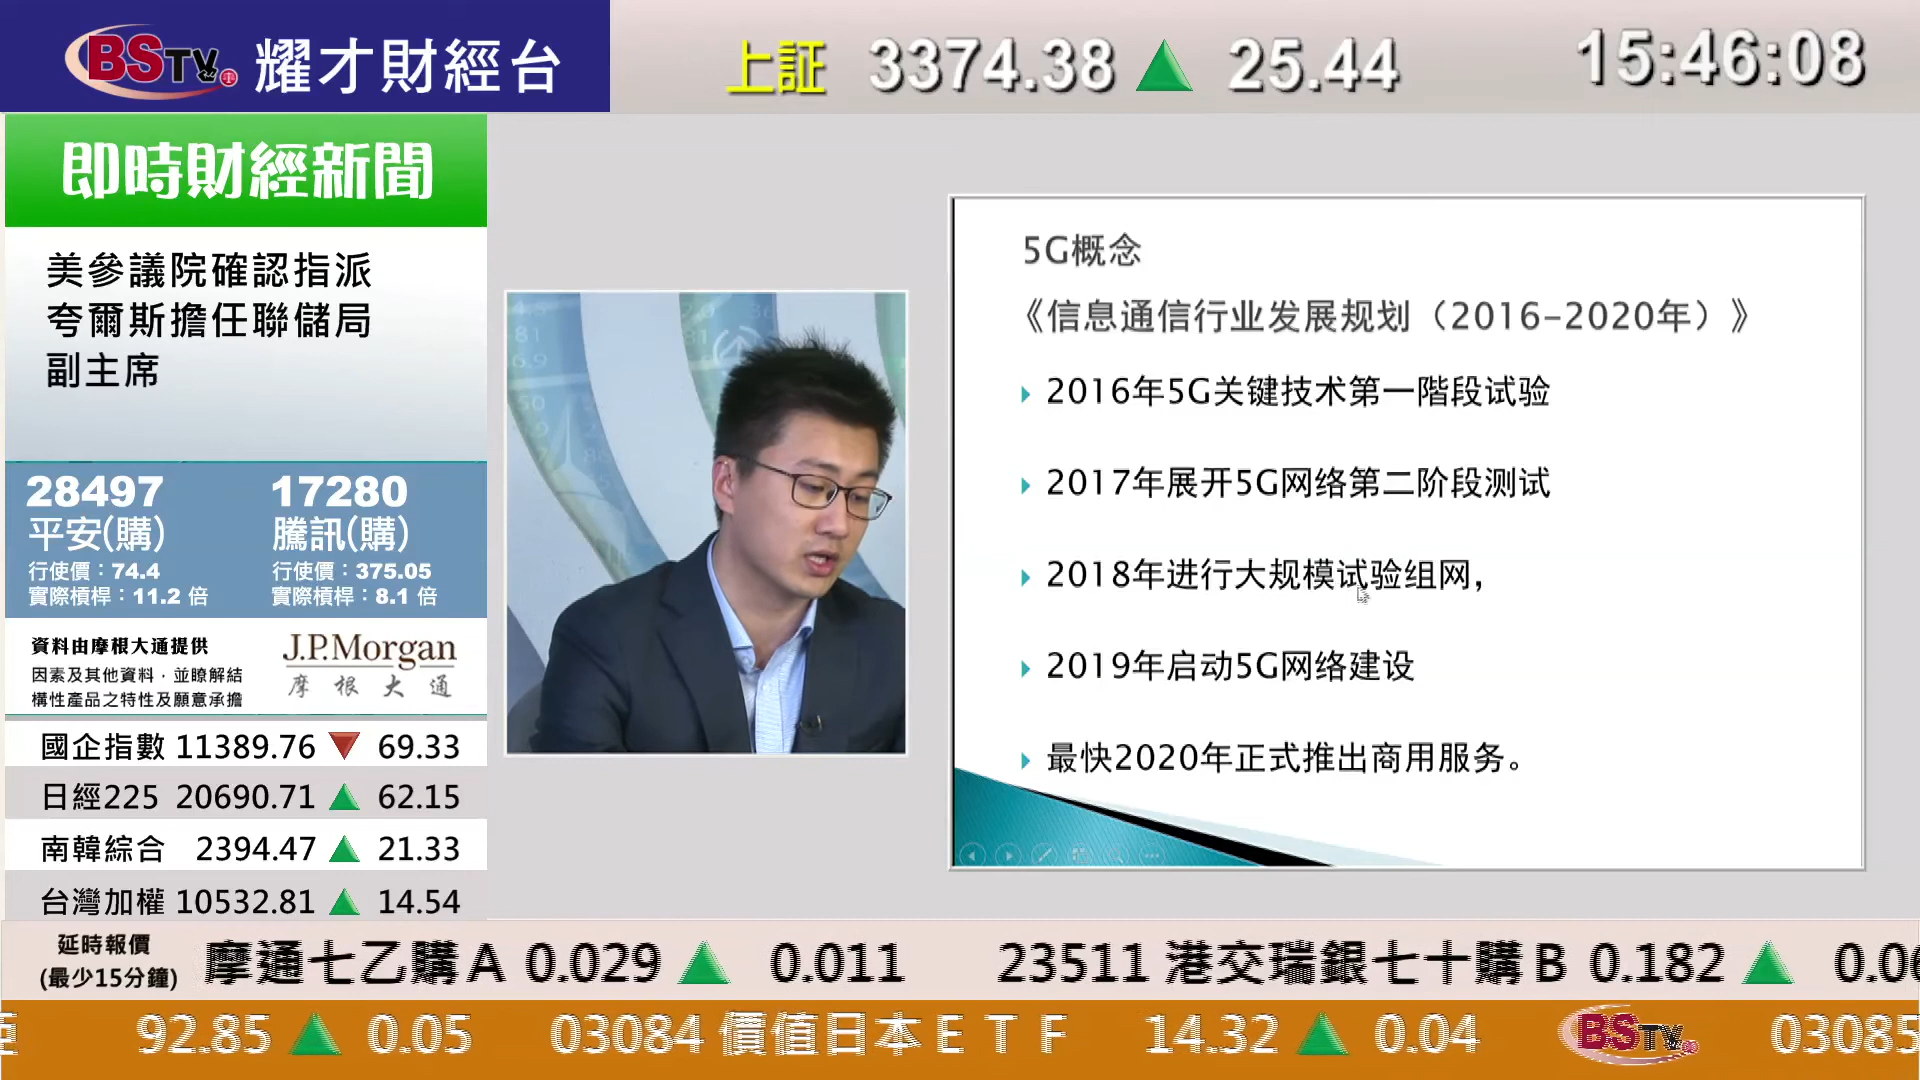 BSTV 耀才財經台
上証 3374.38 ▲ 25.44
15:46:08
即時財經新聞
美參議院確認指派
夸爾斯擔任聯儲局
副主席
28497
平安(購)
行使價：74.4
實際槓桿：11.2 倍
17280
騰訊(購)
行使價：375.05
實際槓桿：8.1 倍
資料由摩根大通提供
因素及其他資料，並瞭解結
構性產品之特性及願意承擔
J.P.Morgan
摩根大通
國企指數 11389.76 ▼ 69.33
日經225 20690.71 ▲ 62.15
南韓綜合 2394.47 ▲ 21.33
台灣加權 10532.81 ▲ 14.54
5G概念
《信息通信行业发展规划（2016-2020年）》
2016年5G关键技术第一階段试验
2017年展开5G网络第二阶段测试
2018年进行大规模试验组网，
2019年启动5G网络建设
最快2020年正式推出商用服务。
延時報價
(最少15分鐘)
摩通七乙購A 0.029 ▲ 0.011 23511 港交瑞銀七十購B 0.182 ▲ 0.06
92.85 ▲ 0.05 03084 價值日本ETF 14.32 ▲ 0.04 BSTV 03085